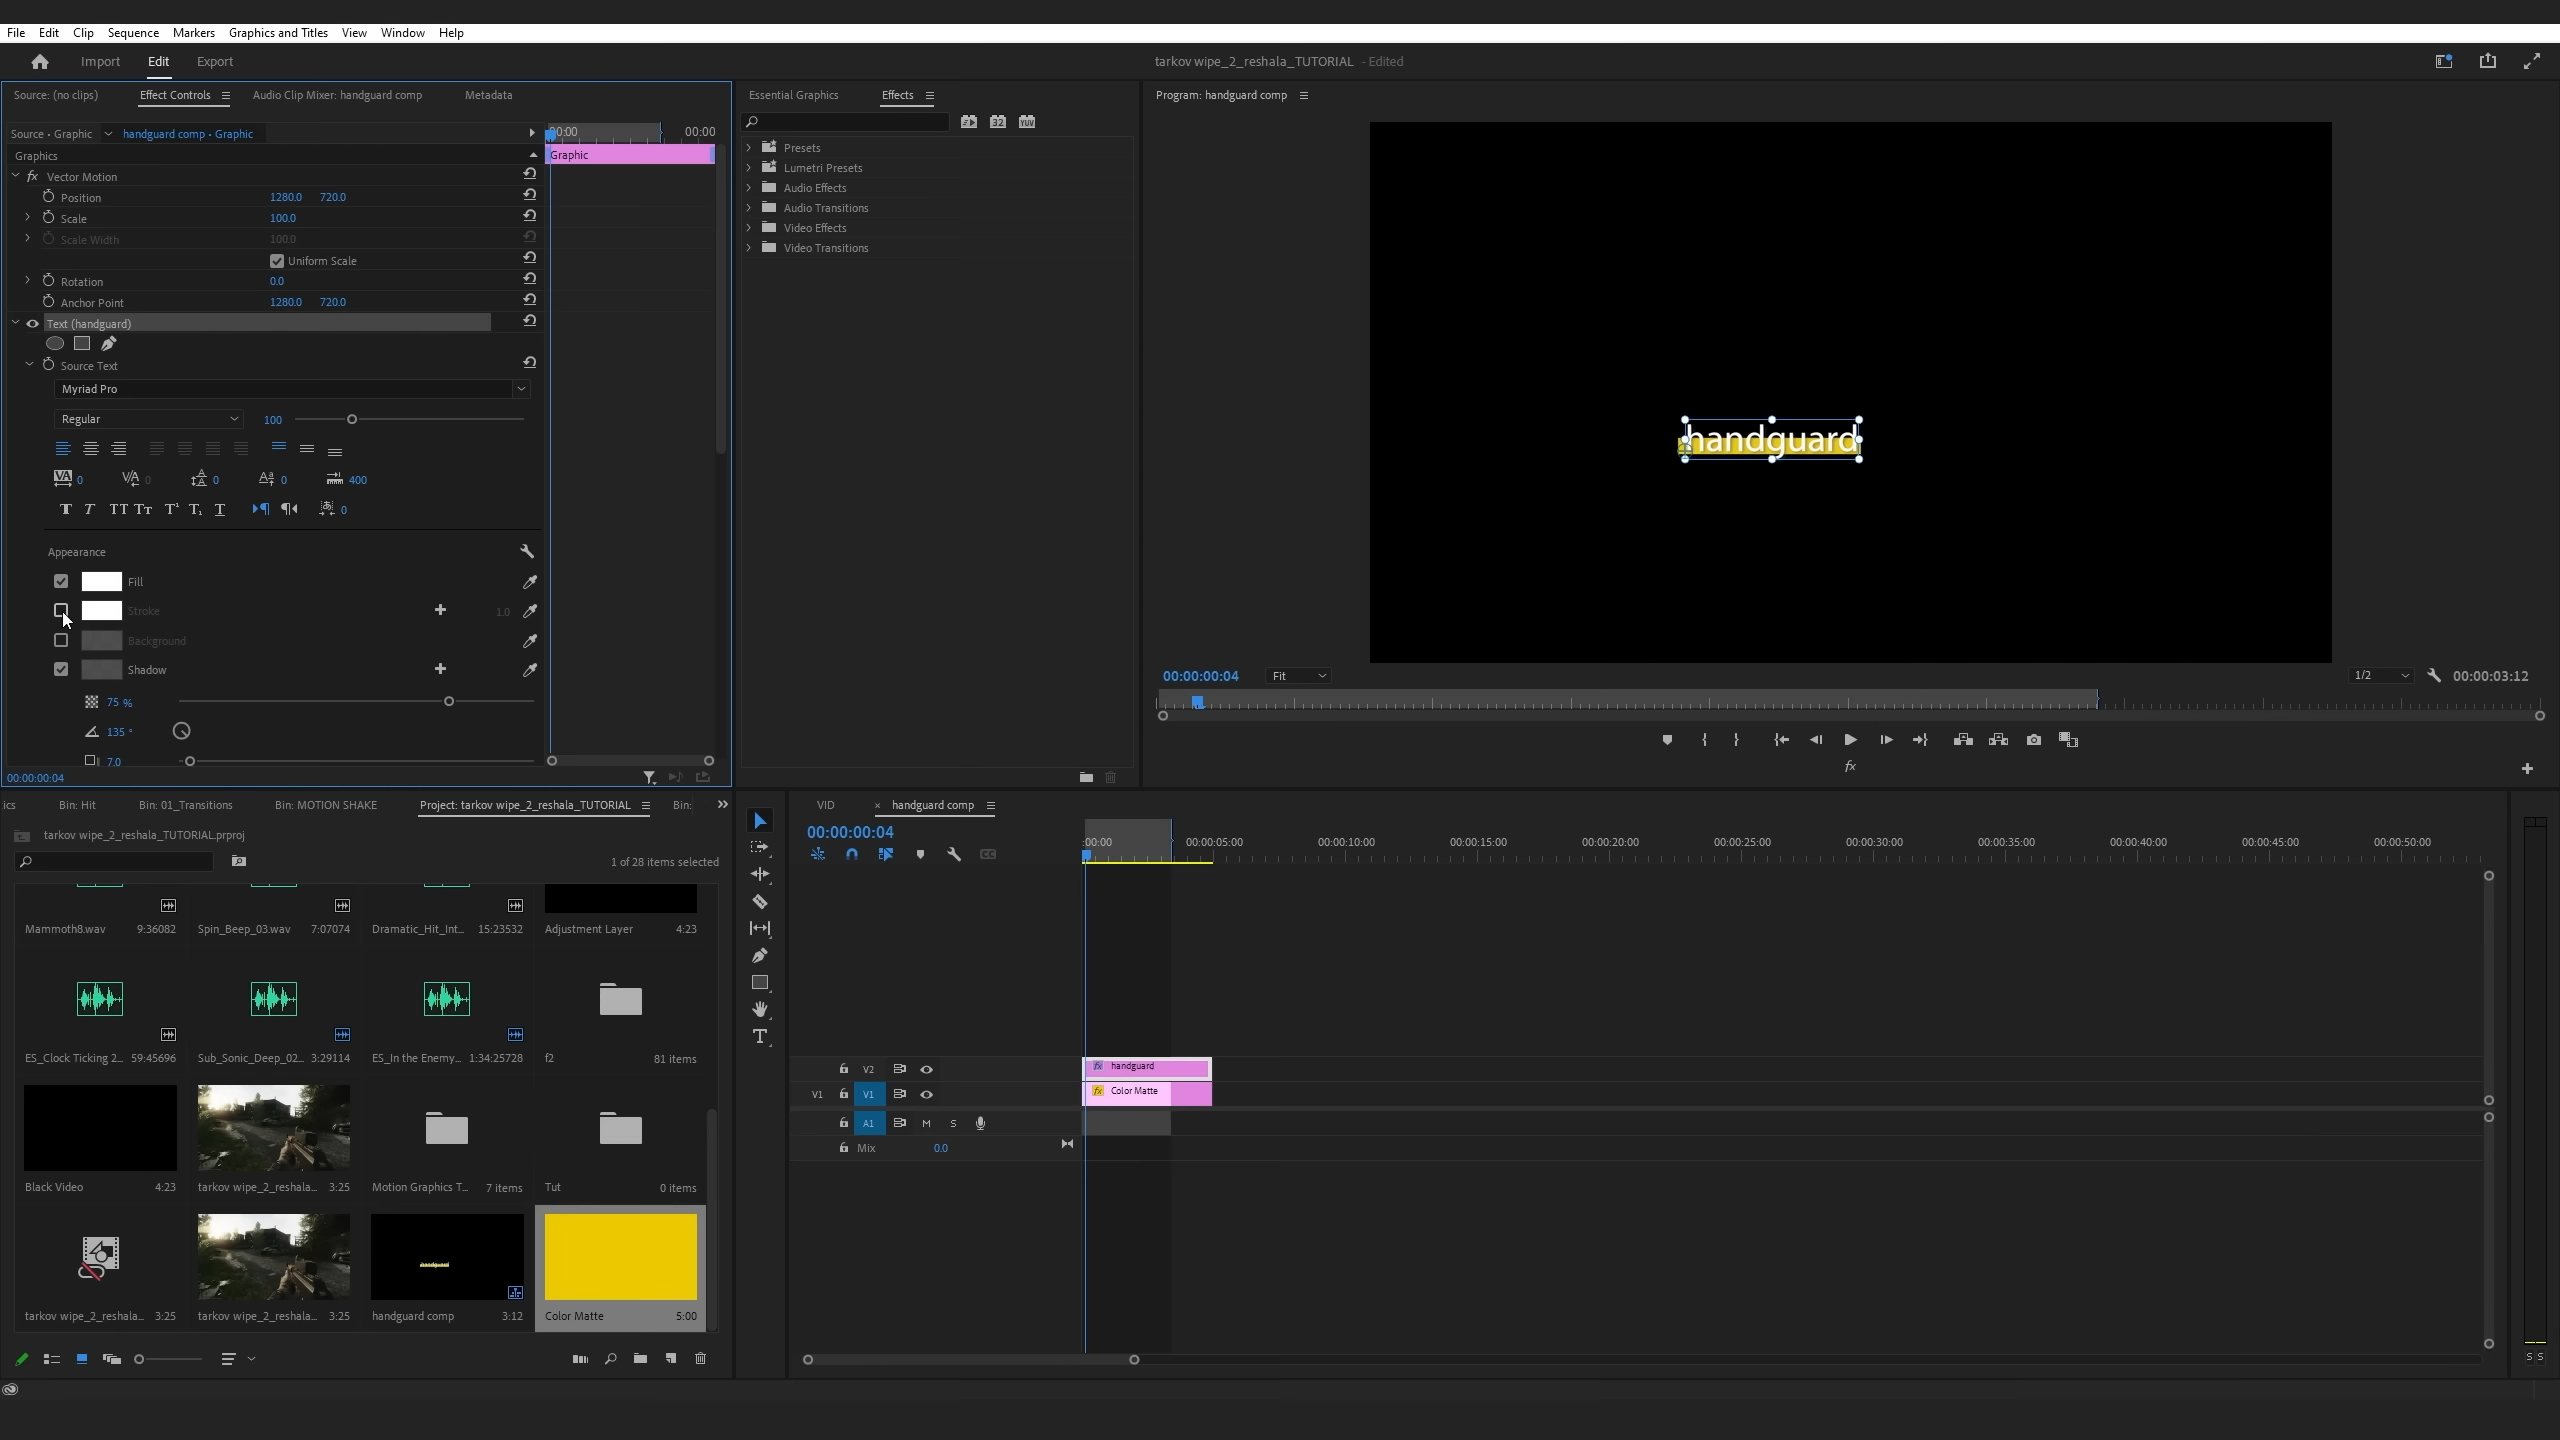 File Edit Clip Sequence Markers Graphics and Titles View Window Help
Import Edit Export tarkov wipe_2_reshala_TUTORIAL - Edited
Source: (no clips) Effect Controls Audio Clip Mixer: handguard comp Metadata
Source • Graphic handguard comp • Graphic 00:00 00:00
Graphics Graphic
Vector Motion
Position 1280.0 720.0
Scale 100.0
Scale Width 100.0
Uniform Scale
Rotation 0.0
Anchor Point 1280.0 720.0
Text (handguard)
Source Text
Myriad Pro
Regular 100
0 0 0 0 400
0
Appearance
Fill
Stroke 1.0
Background
Shadow
75 %
135 °
7.0
00:00:00:04
Essential Graphics Effects
Presets
Lumetri Presets
Audio Effects
Audio Transitions
Video Effects
Video Transitions
Program: handguard comp
handguard
00:00:00:04 Fit 1/2 00:00:03:12
fx
ics Bin: Hit Bin: 01_Transitions Bin: MOTION SHAKE Project: tarkov wipe_2_reshala_TUTORIAL Bin:
tarkov wipe_2_reshala_TUTORIAL.prproj
1 of 28 items selected
Mammoth8.wav 9:36082 Spin_Beep_03.wav 7:07074 Dramatic_Hit_Int... 15:23532 Adjustment Layer 4:23
ES_Clock Ticking 2... 59:45696 Sub_Sonic_Deep_02... 3:29114 ES_In the Enemy... 1:34:25728 f2 81 items
Black Video 4:23 tarkov wipe_2_reshala... 3:25 Motion Graphics T... 7 items Tut 0 items
tarkov wipe_2_reshala... 3:25 tarkov wipe_2_reshala... 3:25 handguard comp 3:12 Color Matte 5:00
VID handguard comp
00:00:00:04
:00:00 00:00:05:00 00:00:10:00 00:00:15:00 00:00:20:00 00:00:25:00 00:00:30:00 00:00:35:00 00:00:40:00 00:00:45:00 00:00:50:00
V2 fx handguard
V1 V1 fx Color Matte
A1 M S
Mix 0.0
S S